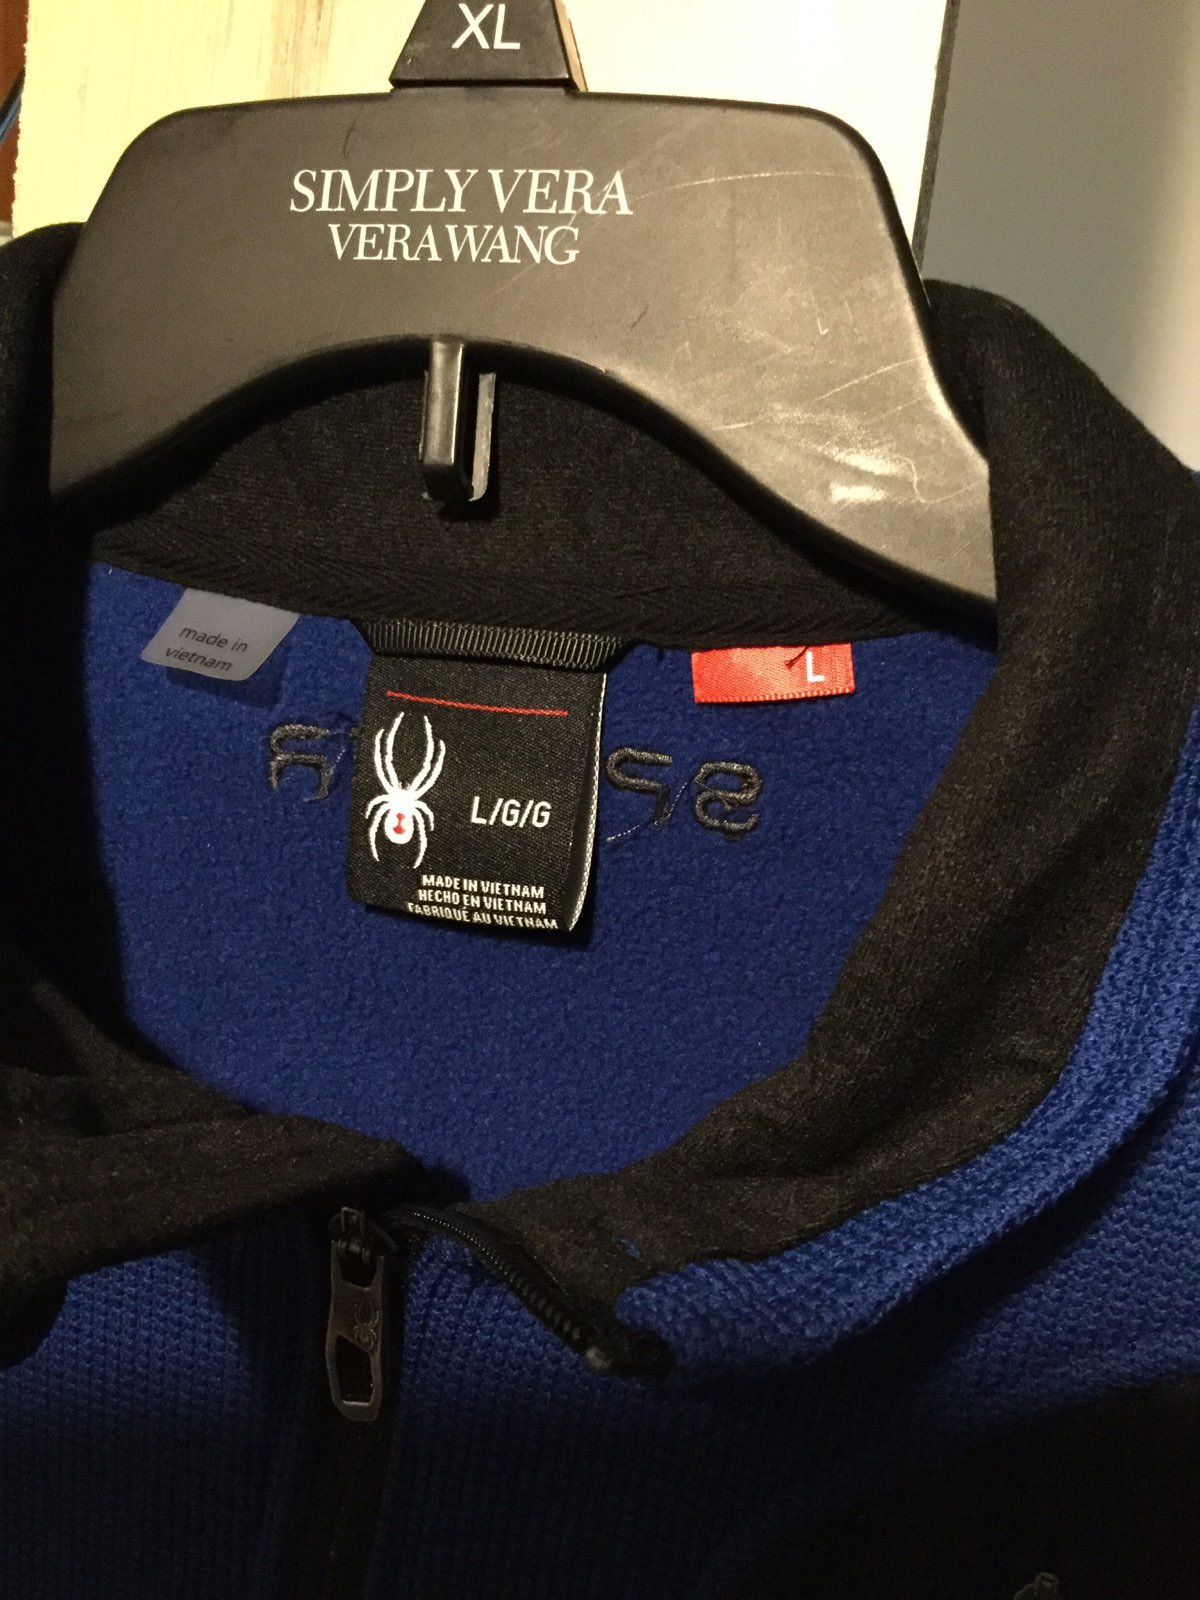 XL
SIMPLY VERA
VERA WANG
made in
vietnam
L
L/G/G
MADE IN VIETNAM
HECHO EN VIETNAM
FABRIQUÉ AU VIETNAM